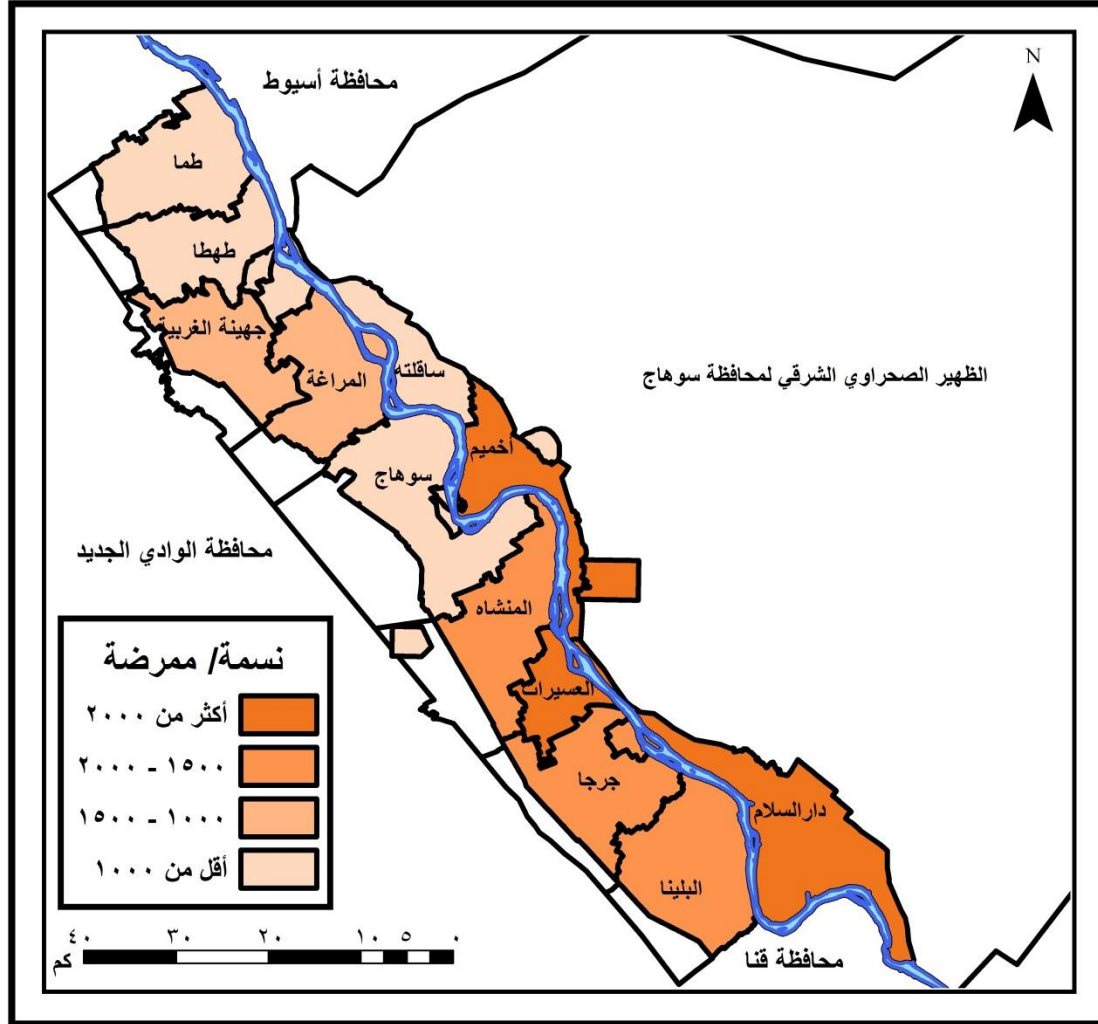 محافظة أسيوط
N
طما
طهطا
جهينة الغربية
المراغة
ساقلته
الظهير الصحراوي الشرقي لمحافظة سوهاج
أخميم
سوهاج
محافظة الوادي الجديد
المنشاه
العسيرات
جرجا
دارالسلام
البلينا
محافظة قنا
نسمة/ ممرضة
أكثر من ٢٠٠٠
١٥٠٠ - ٢٠٠٠
١٠٠٠ - ١٥٠٠
أقل من ١٠٠٠
٤٠ ٣٠ ٢٠ ١٠ ٥ ٠
كم